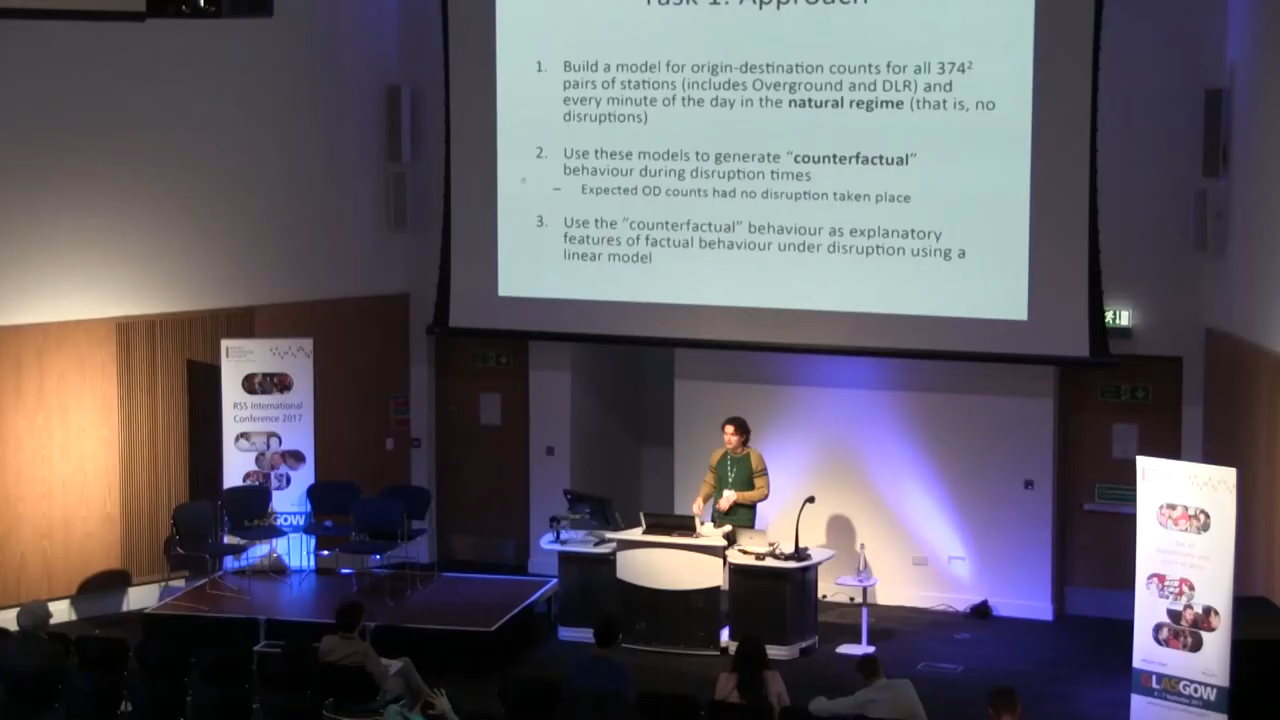 Task 1: Approach
1. Build a model for origin-destination counts for all 374²
pairs of stations (includes Overground and DLR) and
every minute of the day in the natural regime (that is, no
disruptions)
2. Use these models to generate “counterfactual”
behaviour during disruption times
– Expected OD counts had no disruption taken place
3. Use the “counterfactual” behaviour as explanatory
features of factual behaviour under disruption using a
linear model
RSS International
Conference 2017
GLASGOW
GLASGOW